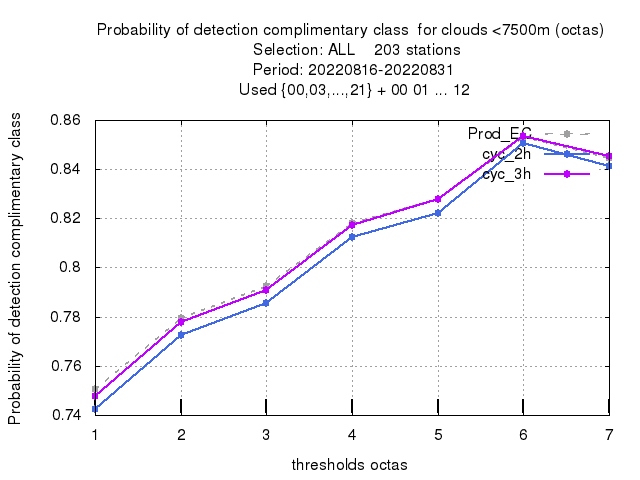 Probability of detection complimentary class  for clouds <7500m (octas)
Selection: ALL    203 stations
Period: 20220816-20220831
Used {00,03,...,21} + 00 01 ... 12
Probability of detection complimentary class
0.86
0.84
0.82
0.8
0.78
0.76
0.74
Prod_EC
cyc_2h
cyc_3h
1 2 3 4 5 6 7
thresholds octas